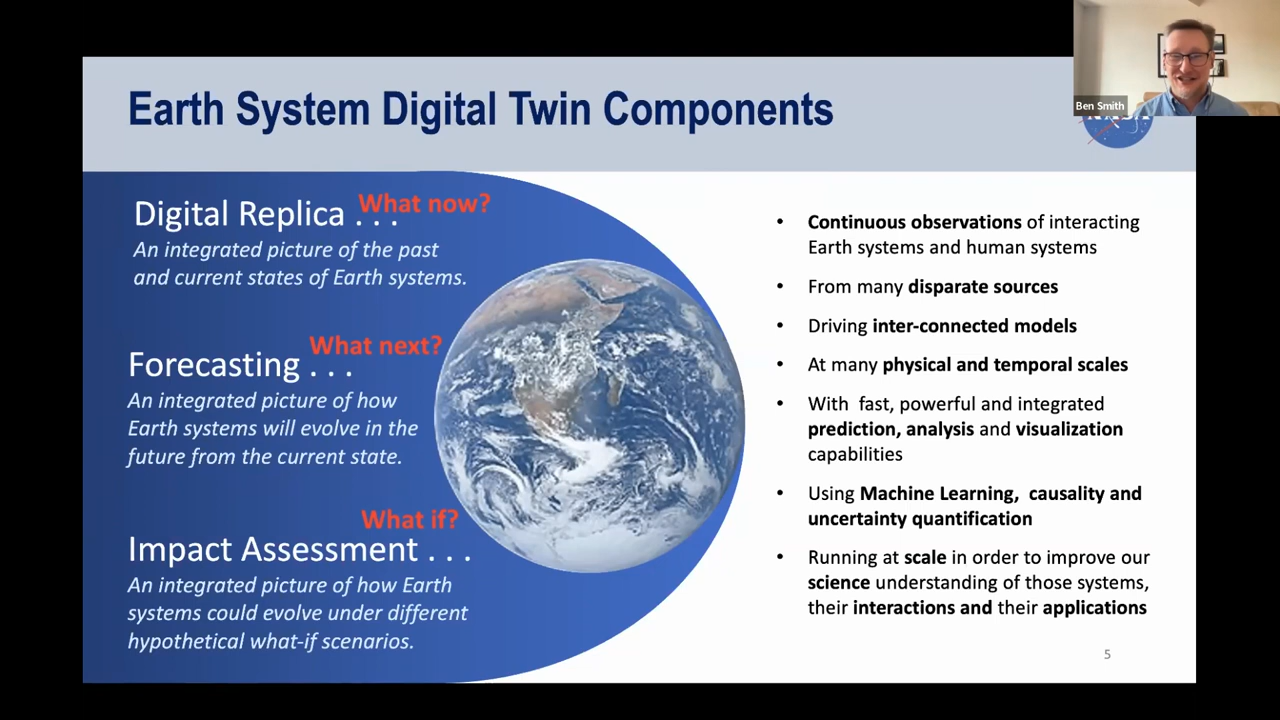 Earth System Digital Twin Components
Ben Smith
Digital Replica . . .
What now?
An integrated picture of the past
and current states of Earth systems.
What next?
Forecasting . . .
An integrated picture of how
Earth systems will evolve in the
future from the current state.
What if?
Impact Assessment . . .
An integrated picture of how Earth
systems could evolve under different
hypothetical what-if scenarios.
• Continuous observations of interacting
Earth systems and human systems
• From many disparate sources
• Driving inter-connected models
• At many physical and temporal scales
• With fast, powerful and integrated
prediction, analysis and visualization
capabilities
• Using Machine Learning, causality and
uncertainty quantification
• Running at scale in order to improve our
science understanding of those systems,
their interactions and their applications
5